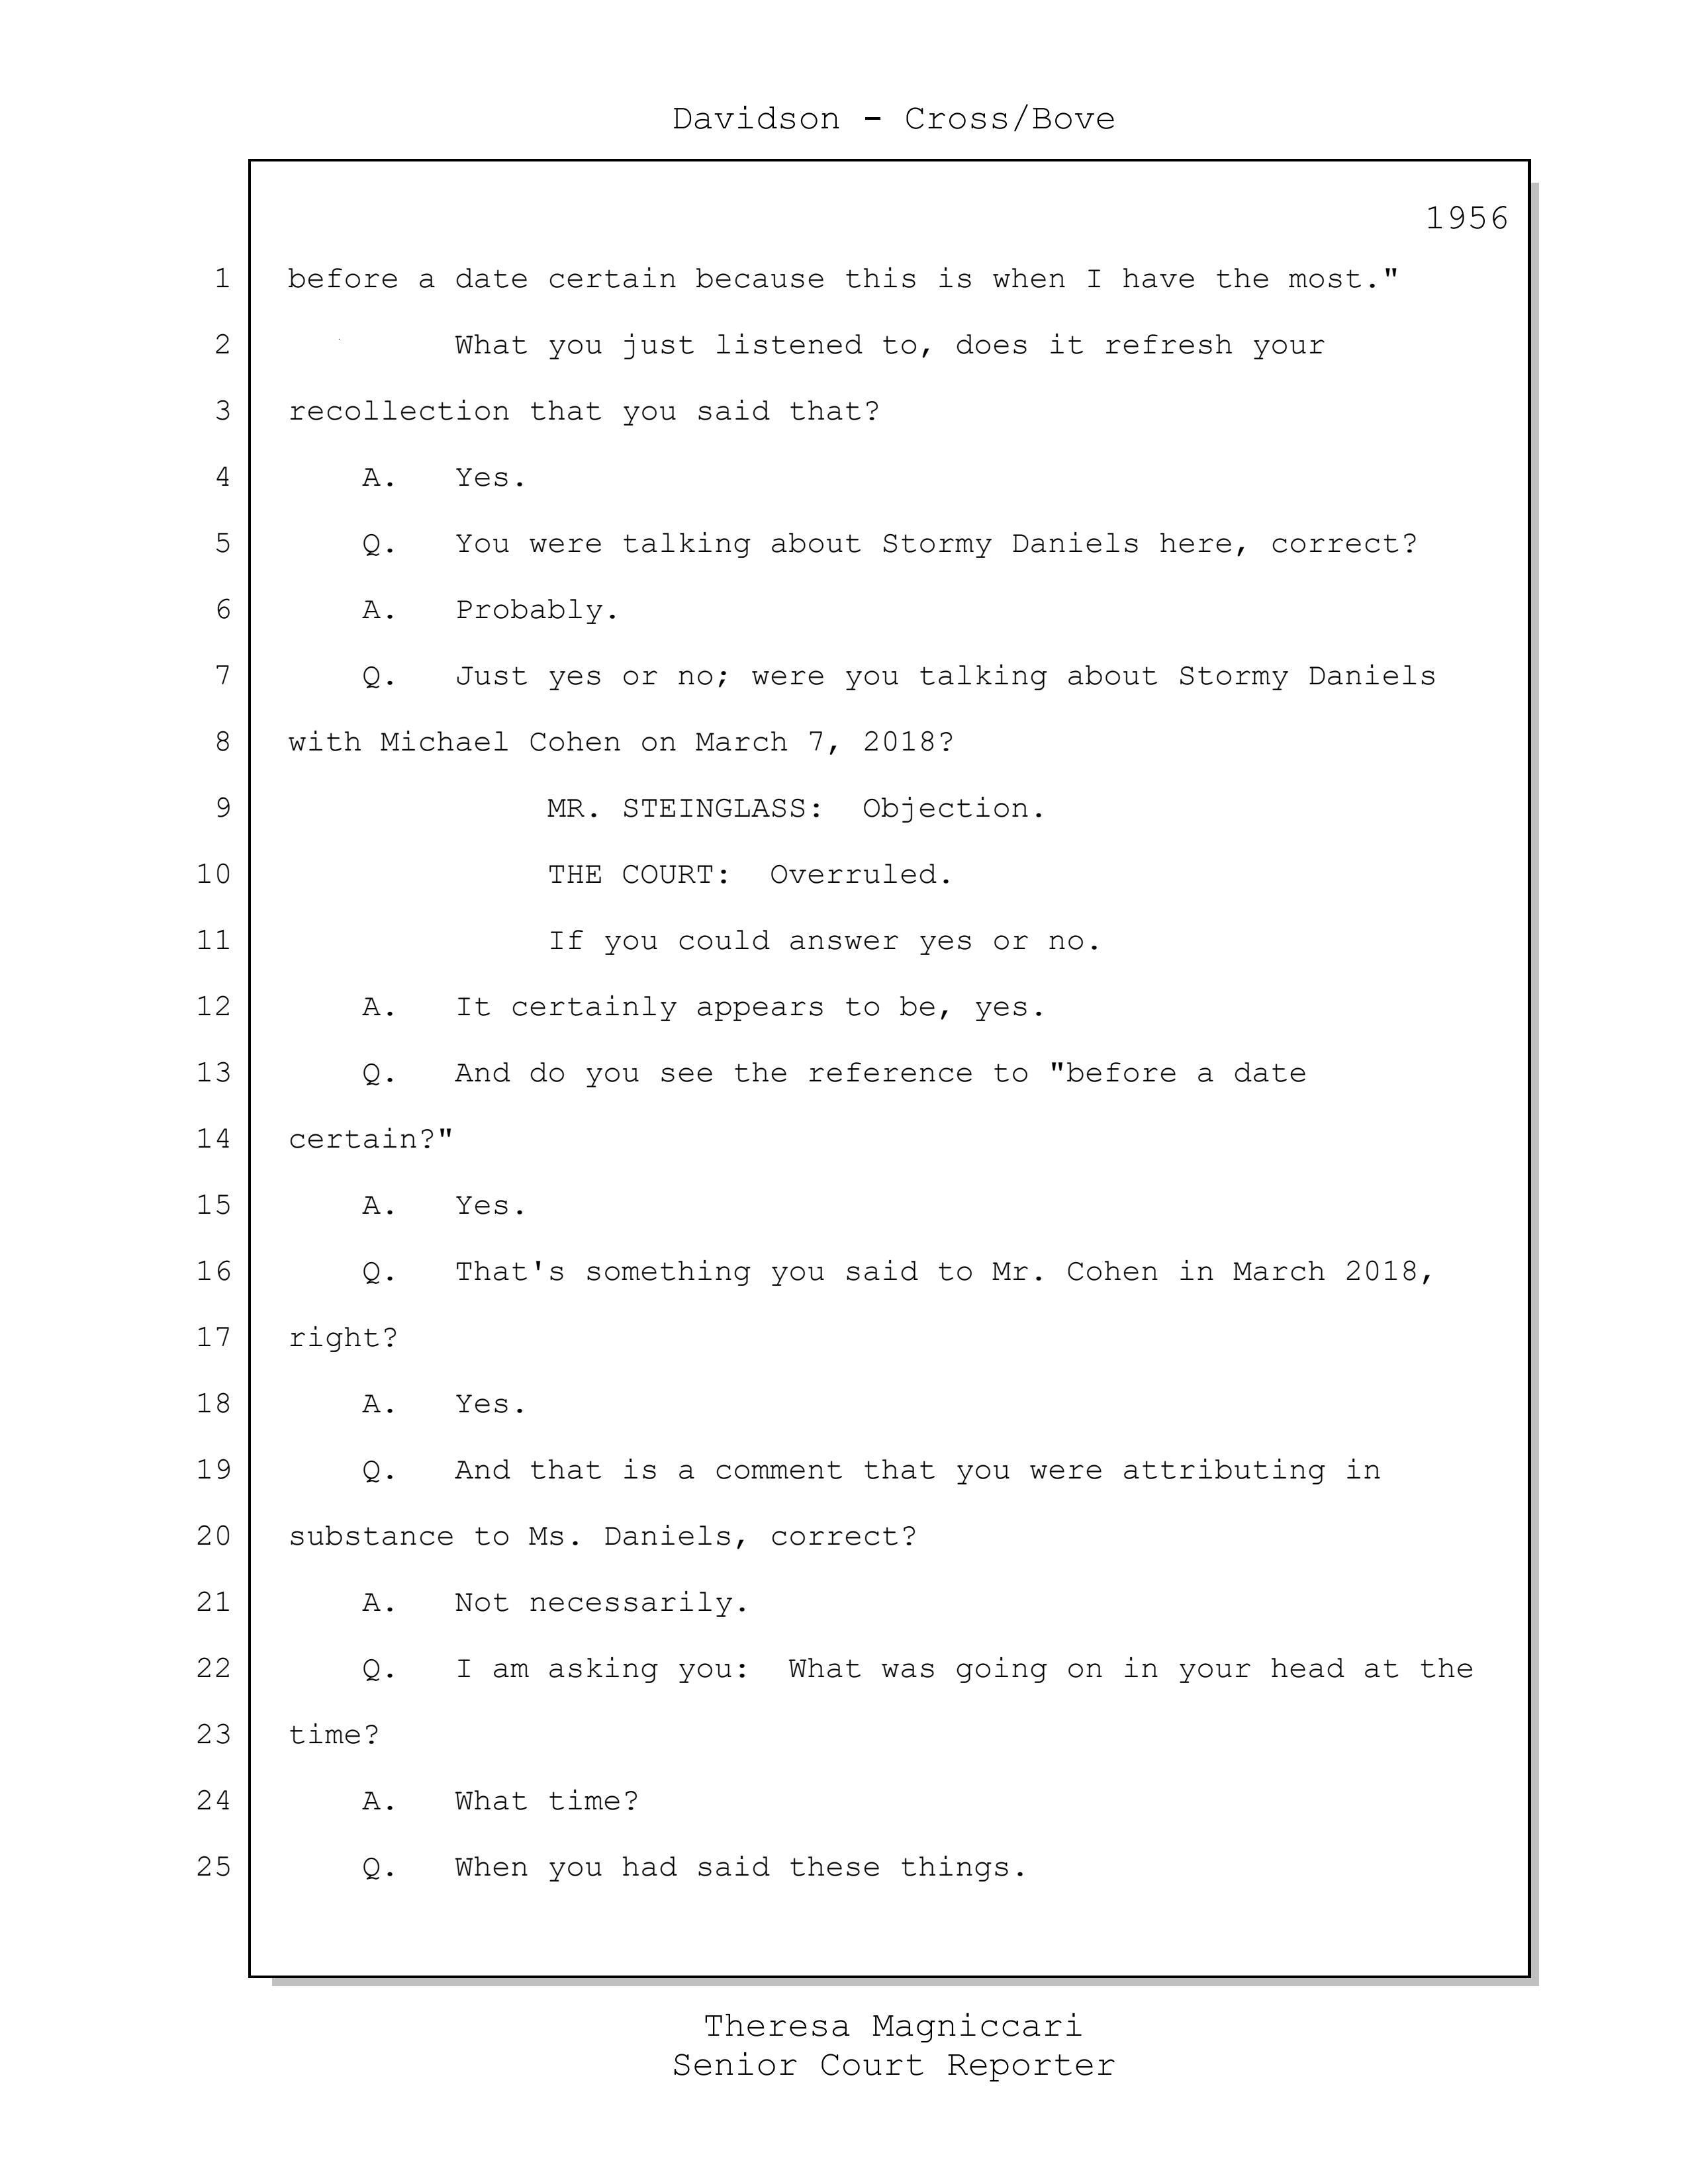 Davidson - Cross/Bove
1956
1 before a date certain because this is when I have the most."
2 What you just listened to, does it refresh your
3 recollection that you said that?
4 A. Yes.
5 Q. You were talking about Stormy Daniels here, correct?
6 A. Probably.
7 Q. Just yes or no; were you talking about Stormy Daniels
8 with Michael Cohen on March 7, 2018?
9 MR. STEINGLASS: Objection.
10 THE COURT: Overruled.
11 If you could answer yes or no.
12 A. It certainly appears to be, yes.
13 Q. And do you see the reference to "before a date
14 certain?"
15 A. Yes.
16 Q. That's something you said to Mr. Cohen in March 2018,
17 right?
18 A. Yes.
19 Q. And that is a comment that you were attributing in
20 substance to Ms. Daniels, correct?
21 A. Not necessarily.
22 Q. I am asking you: What was going on in your head at the
23 time?
24 A. What time?
25 Q. When you had said these things.
Theresa Magniccari
Senior Court Reporter